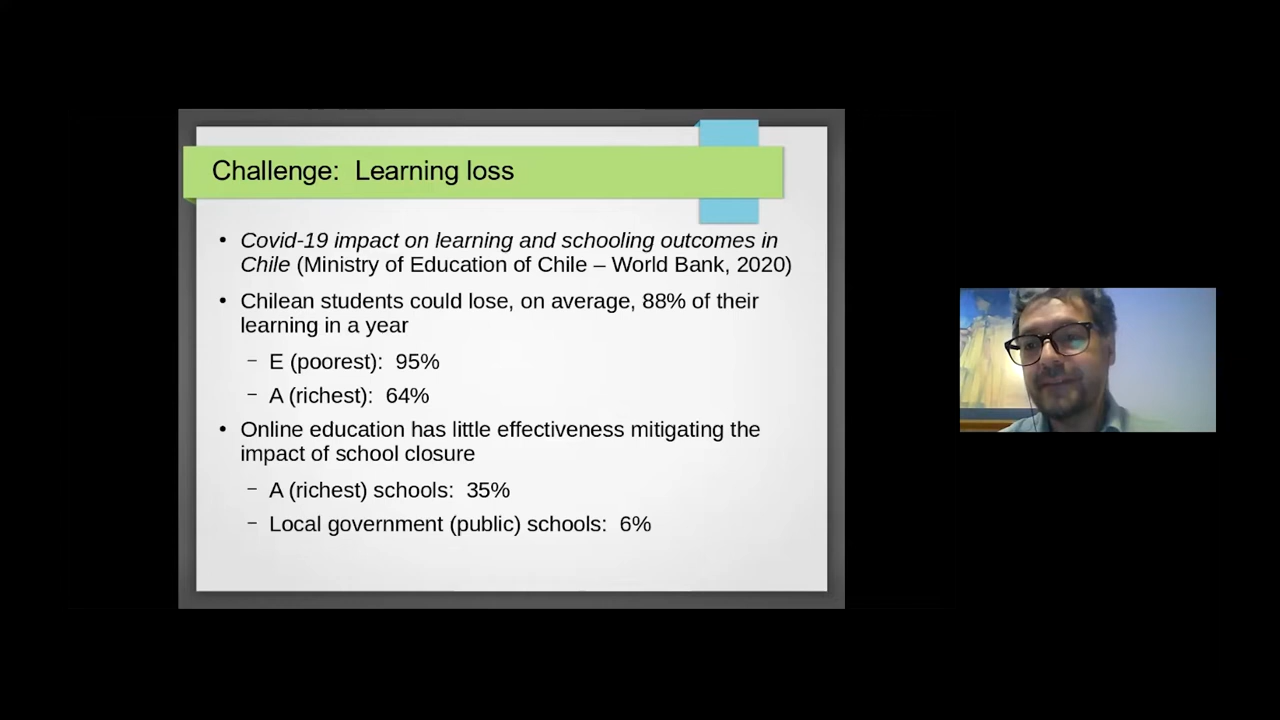 Challenge:  Learning loss
• Covid-19 impact on learning and schooling outcomes in
Chile (Ministry of Education of Chile – World Bank, 2020)
• Chilean students could lose, on average, 88% of their
learning in a year
– E (poorest):  95%
– A (richest):  64%
• Online education has little effectiveness mitigating the
impact of school closure
– A (richest) schools:  35%
– Local government (public) schools:  6%